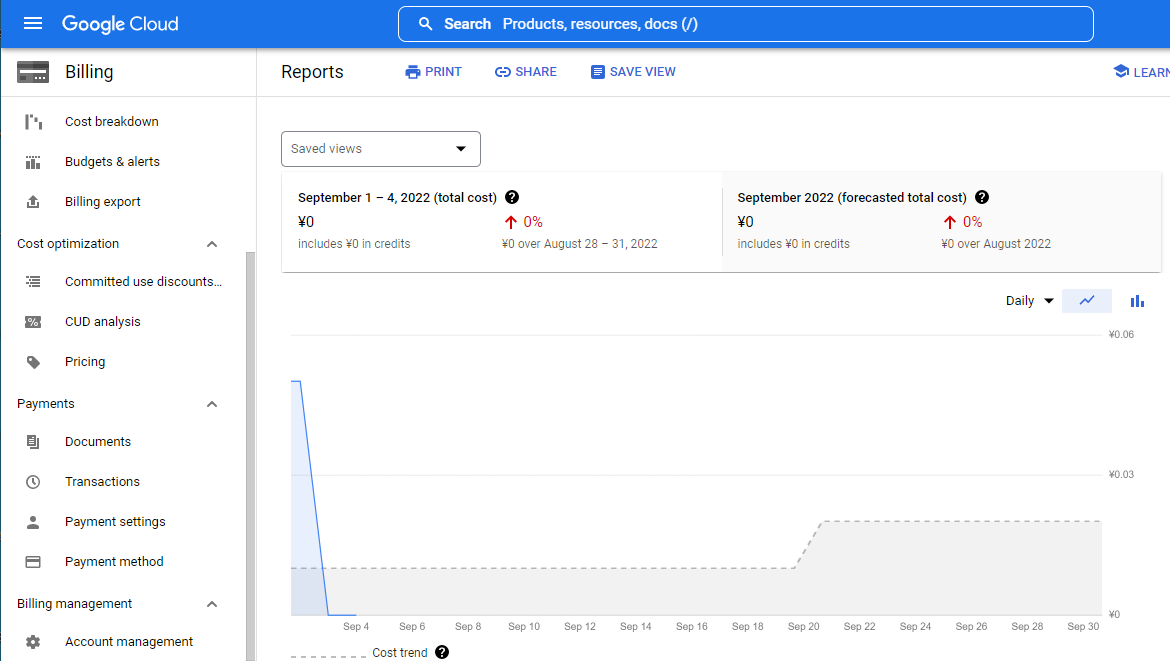 Google Cloud
Search Products, resources, docs (/)
Billing
Reports
PRINT
SHARE
SAVE VIEW
LEARN
Cost breakdown
Budgets & alerts
Billing export
Cost optimization
Committed use discounts...
CUD analysis
Pricing
Payments
Documents
Transactions
Payment settings
Payment method
Billing management
Account management
Saved views
September 1 – 4, 2022 (total cost)
¥0
0%
includes ¥0 in credits
¥0 over August 28 – 31, 2022
September 2022 (forecasted total cost)
¥0
0%
includes ¥0 in credits
¥0 over August 2022
Daily
¥0.06
¥0.03
¥0
Sep 4 Sep 6 Sep 8 Sep 10 Sep 12 Sep 14 Sep 16 Sep 18 Sep 20 Sep 22 Sep 24 Sep 26 Sep 28 Sep 30
Cost trend